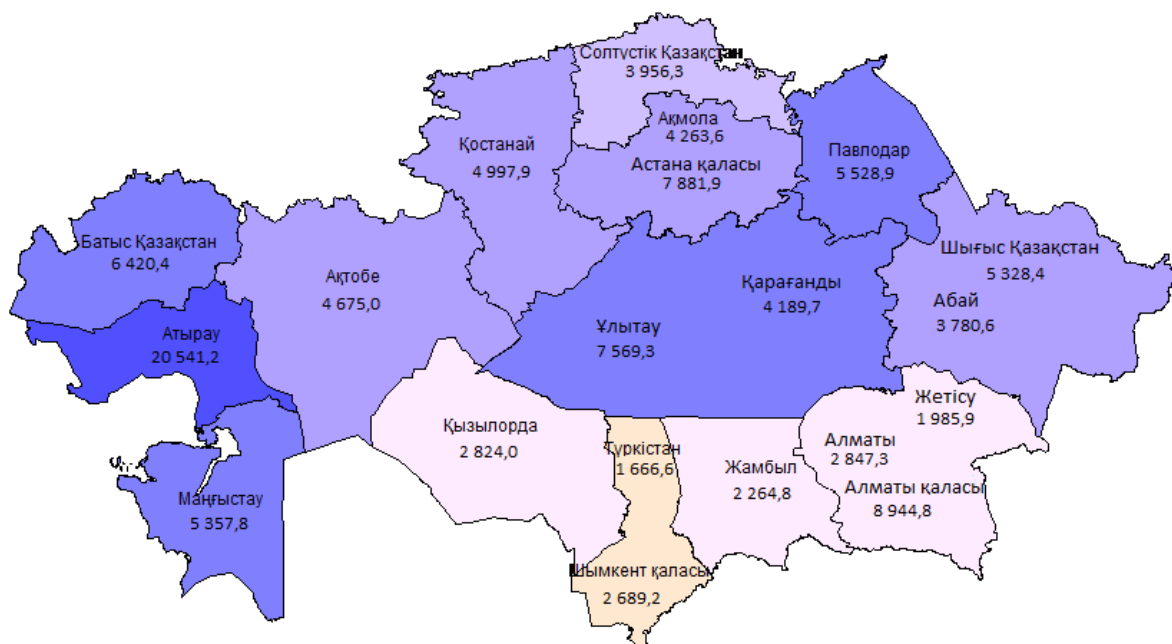 Солтүстік Қазақстан
3 956,3
Ақмола
4 263,6
Қостанай
4 997,9
Астана қаласы
7 881,9
Павлодар
5 528,9
Батыс Қазақстан
6 420,4
Ақтобе
4 675,0
Шығыс Қазақстан
5 328,4
Қарағанды
4 189,7
Абай
3 780,6
Атырау
20 541,2
Ұлытау
7 569,3
Жетісу
1 985,9
Қызылорда
2 824,0
Түркістан
1 666,6
Жамбыл
2 264,8
Алматы
2 847,3
Алматы қаласы
8 944,8
Маңғыстау
5 357,8
Шымкент қаласы
2 689,2